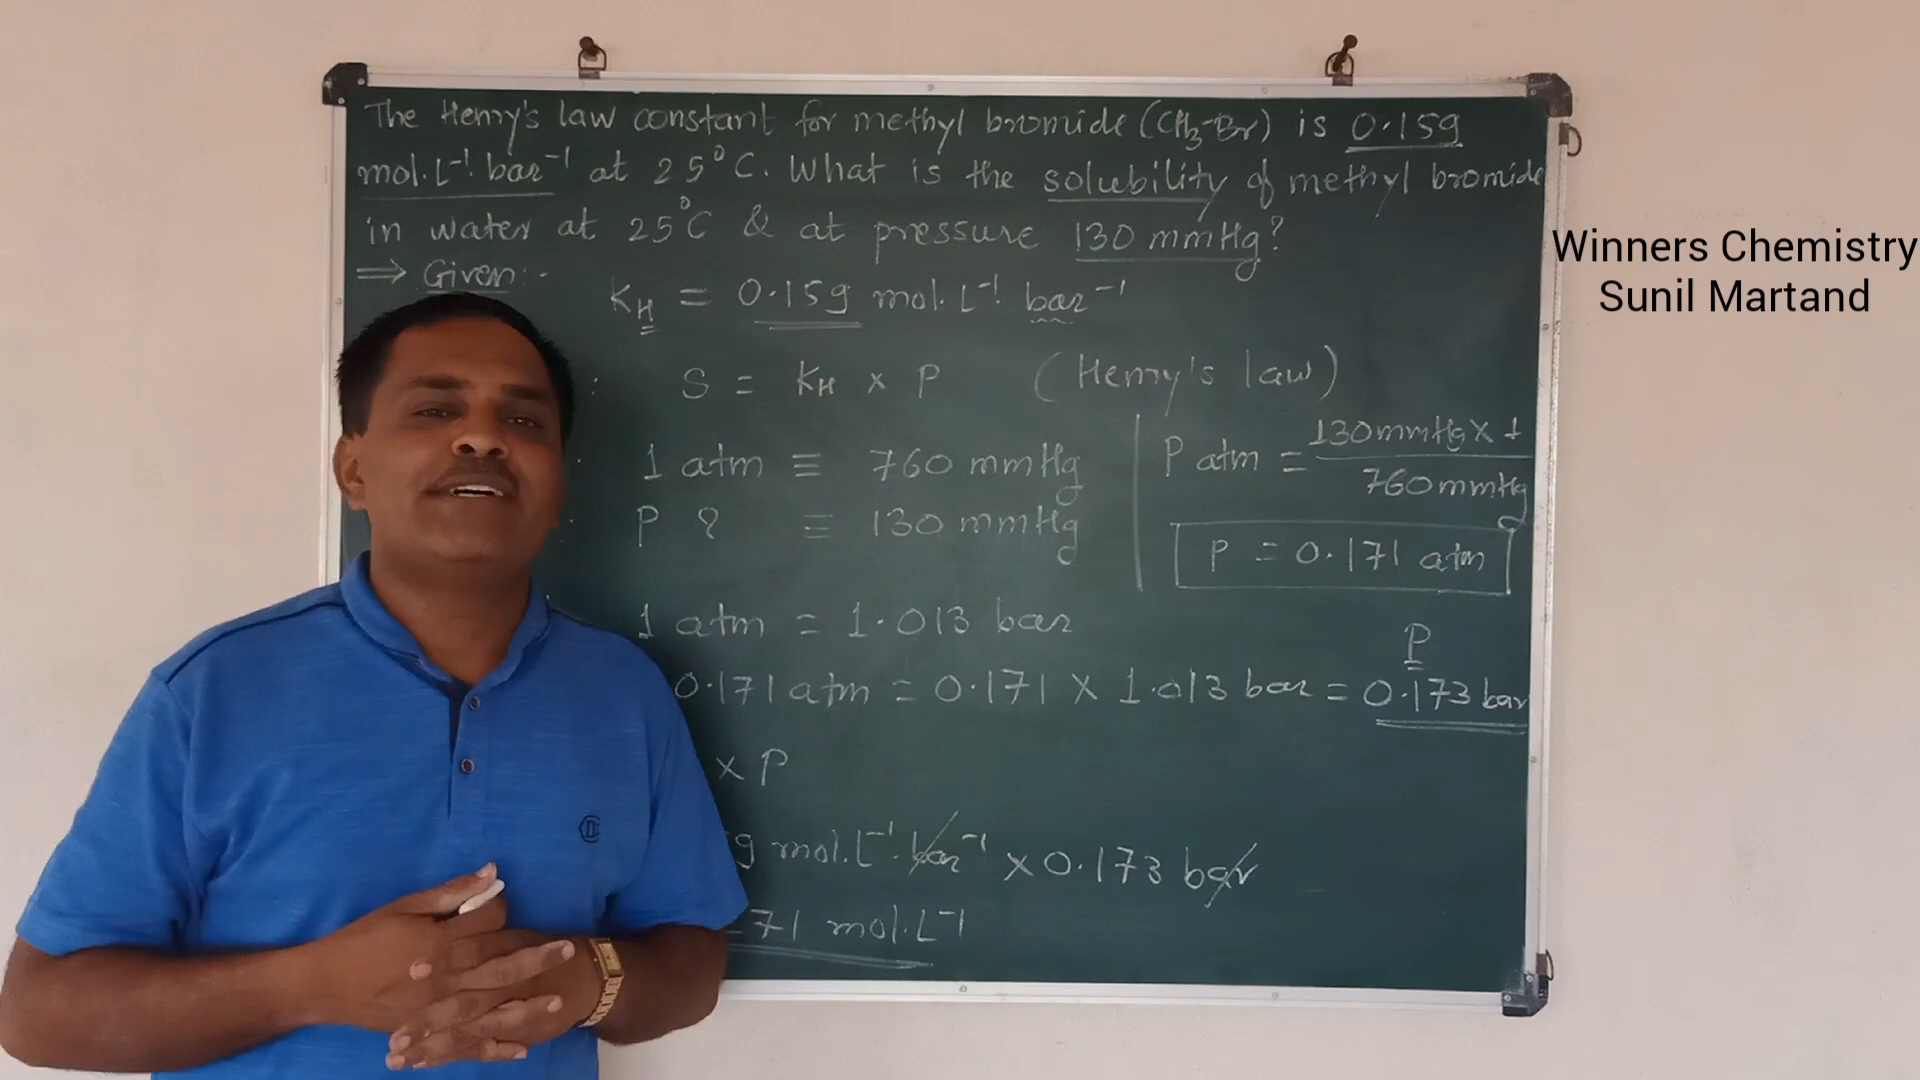 The Henry's law constant for methyl bromide (CH3-Br) is 0.159
mol.L⁻¹.bar⁻¹ at 25°C. What is the solubility of methyl bromide
in water at 25°C & at pressure 130 mmHg?
⇒ Given:-
KH = 0.159 mol.L⁻¹ bar⁻¹
S = KH × P (Henry's law)
1 atm ≡ 760 mmHg
P ? ≡ 130 mmHg
P atm = 130mmHg × 1
760mmHg
P = 0.171 atm
1 atm = 1.013 bar
P
0.171 atm = 0.171 × 1.013 bar = 0.173 bar
× P
9 mol.L⁻¹.bar⁻¹ × 0.173 bar
271 mol.L⁻¹
Winners Chemistry
Sunil Martand